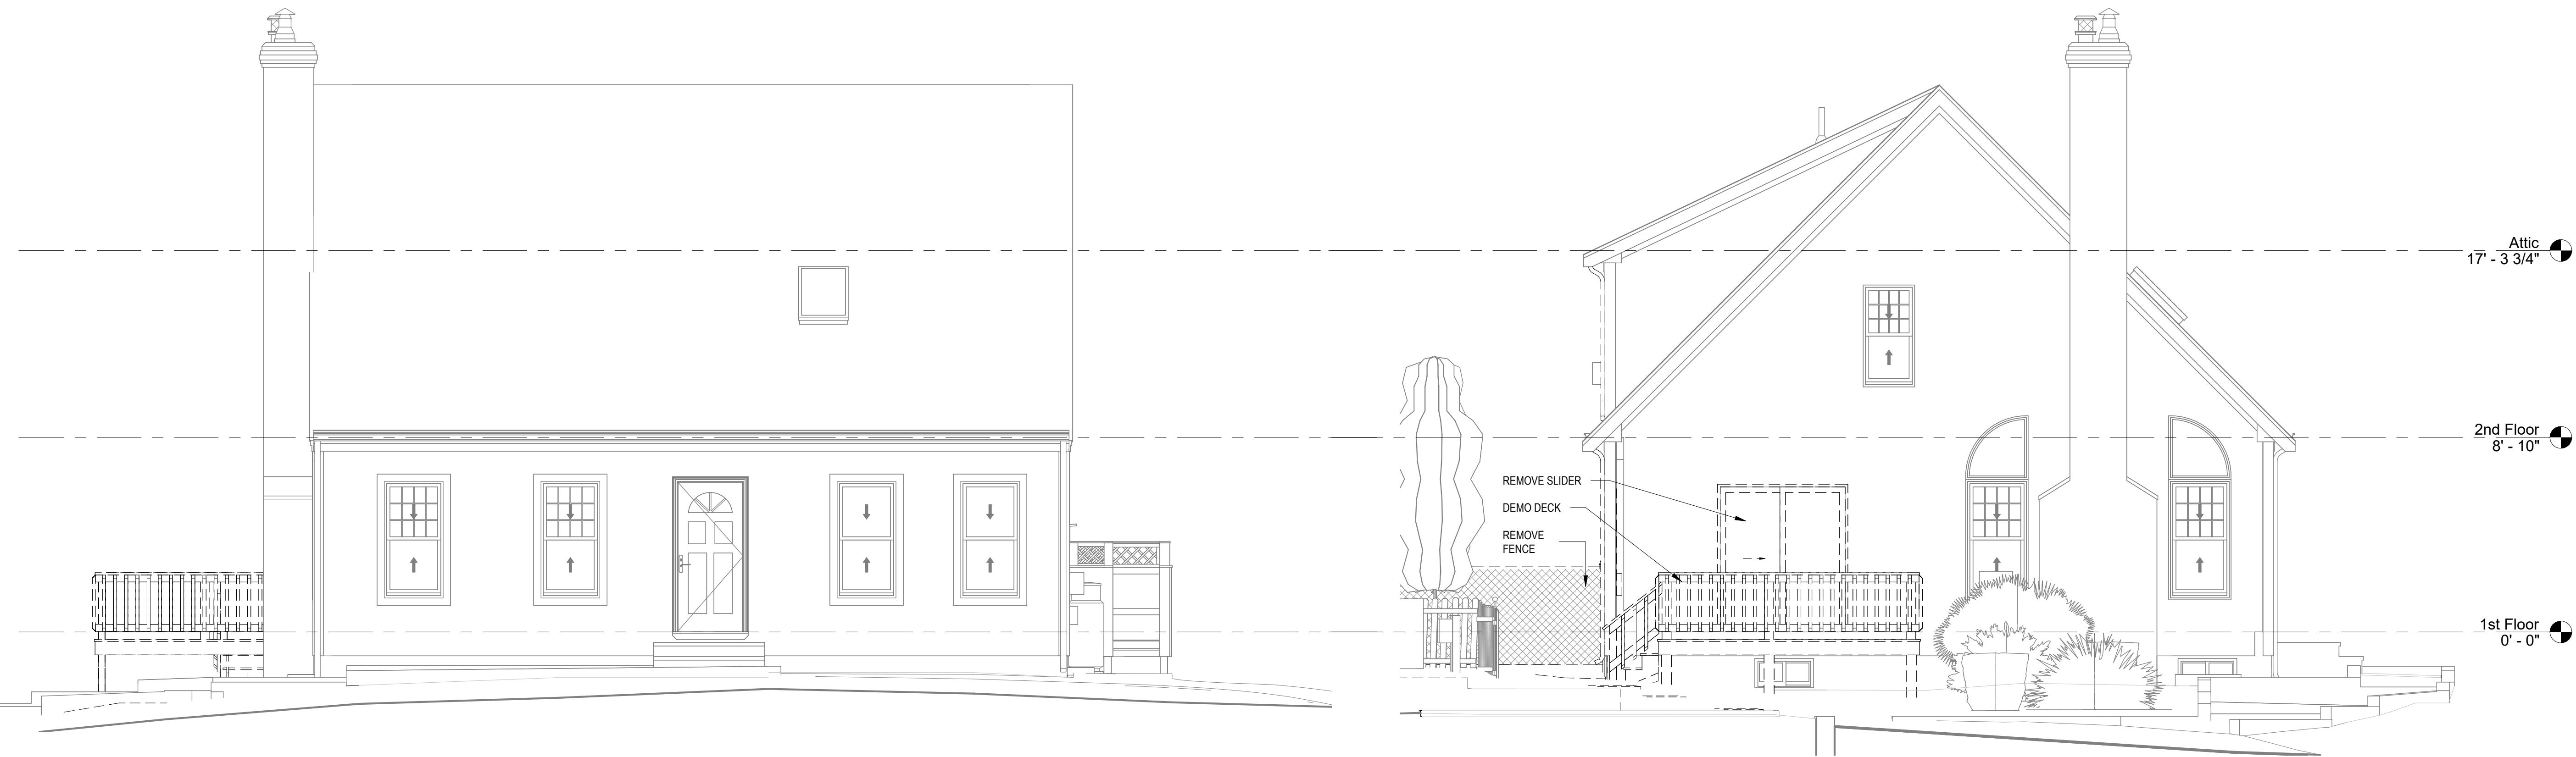 Attic
17' - 3 3/4"
2nd Floor
8' - 10"
REMOVE SLIDER
DEMO DECK
REMOVE
FENCE
1st Floor
0' - 0"